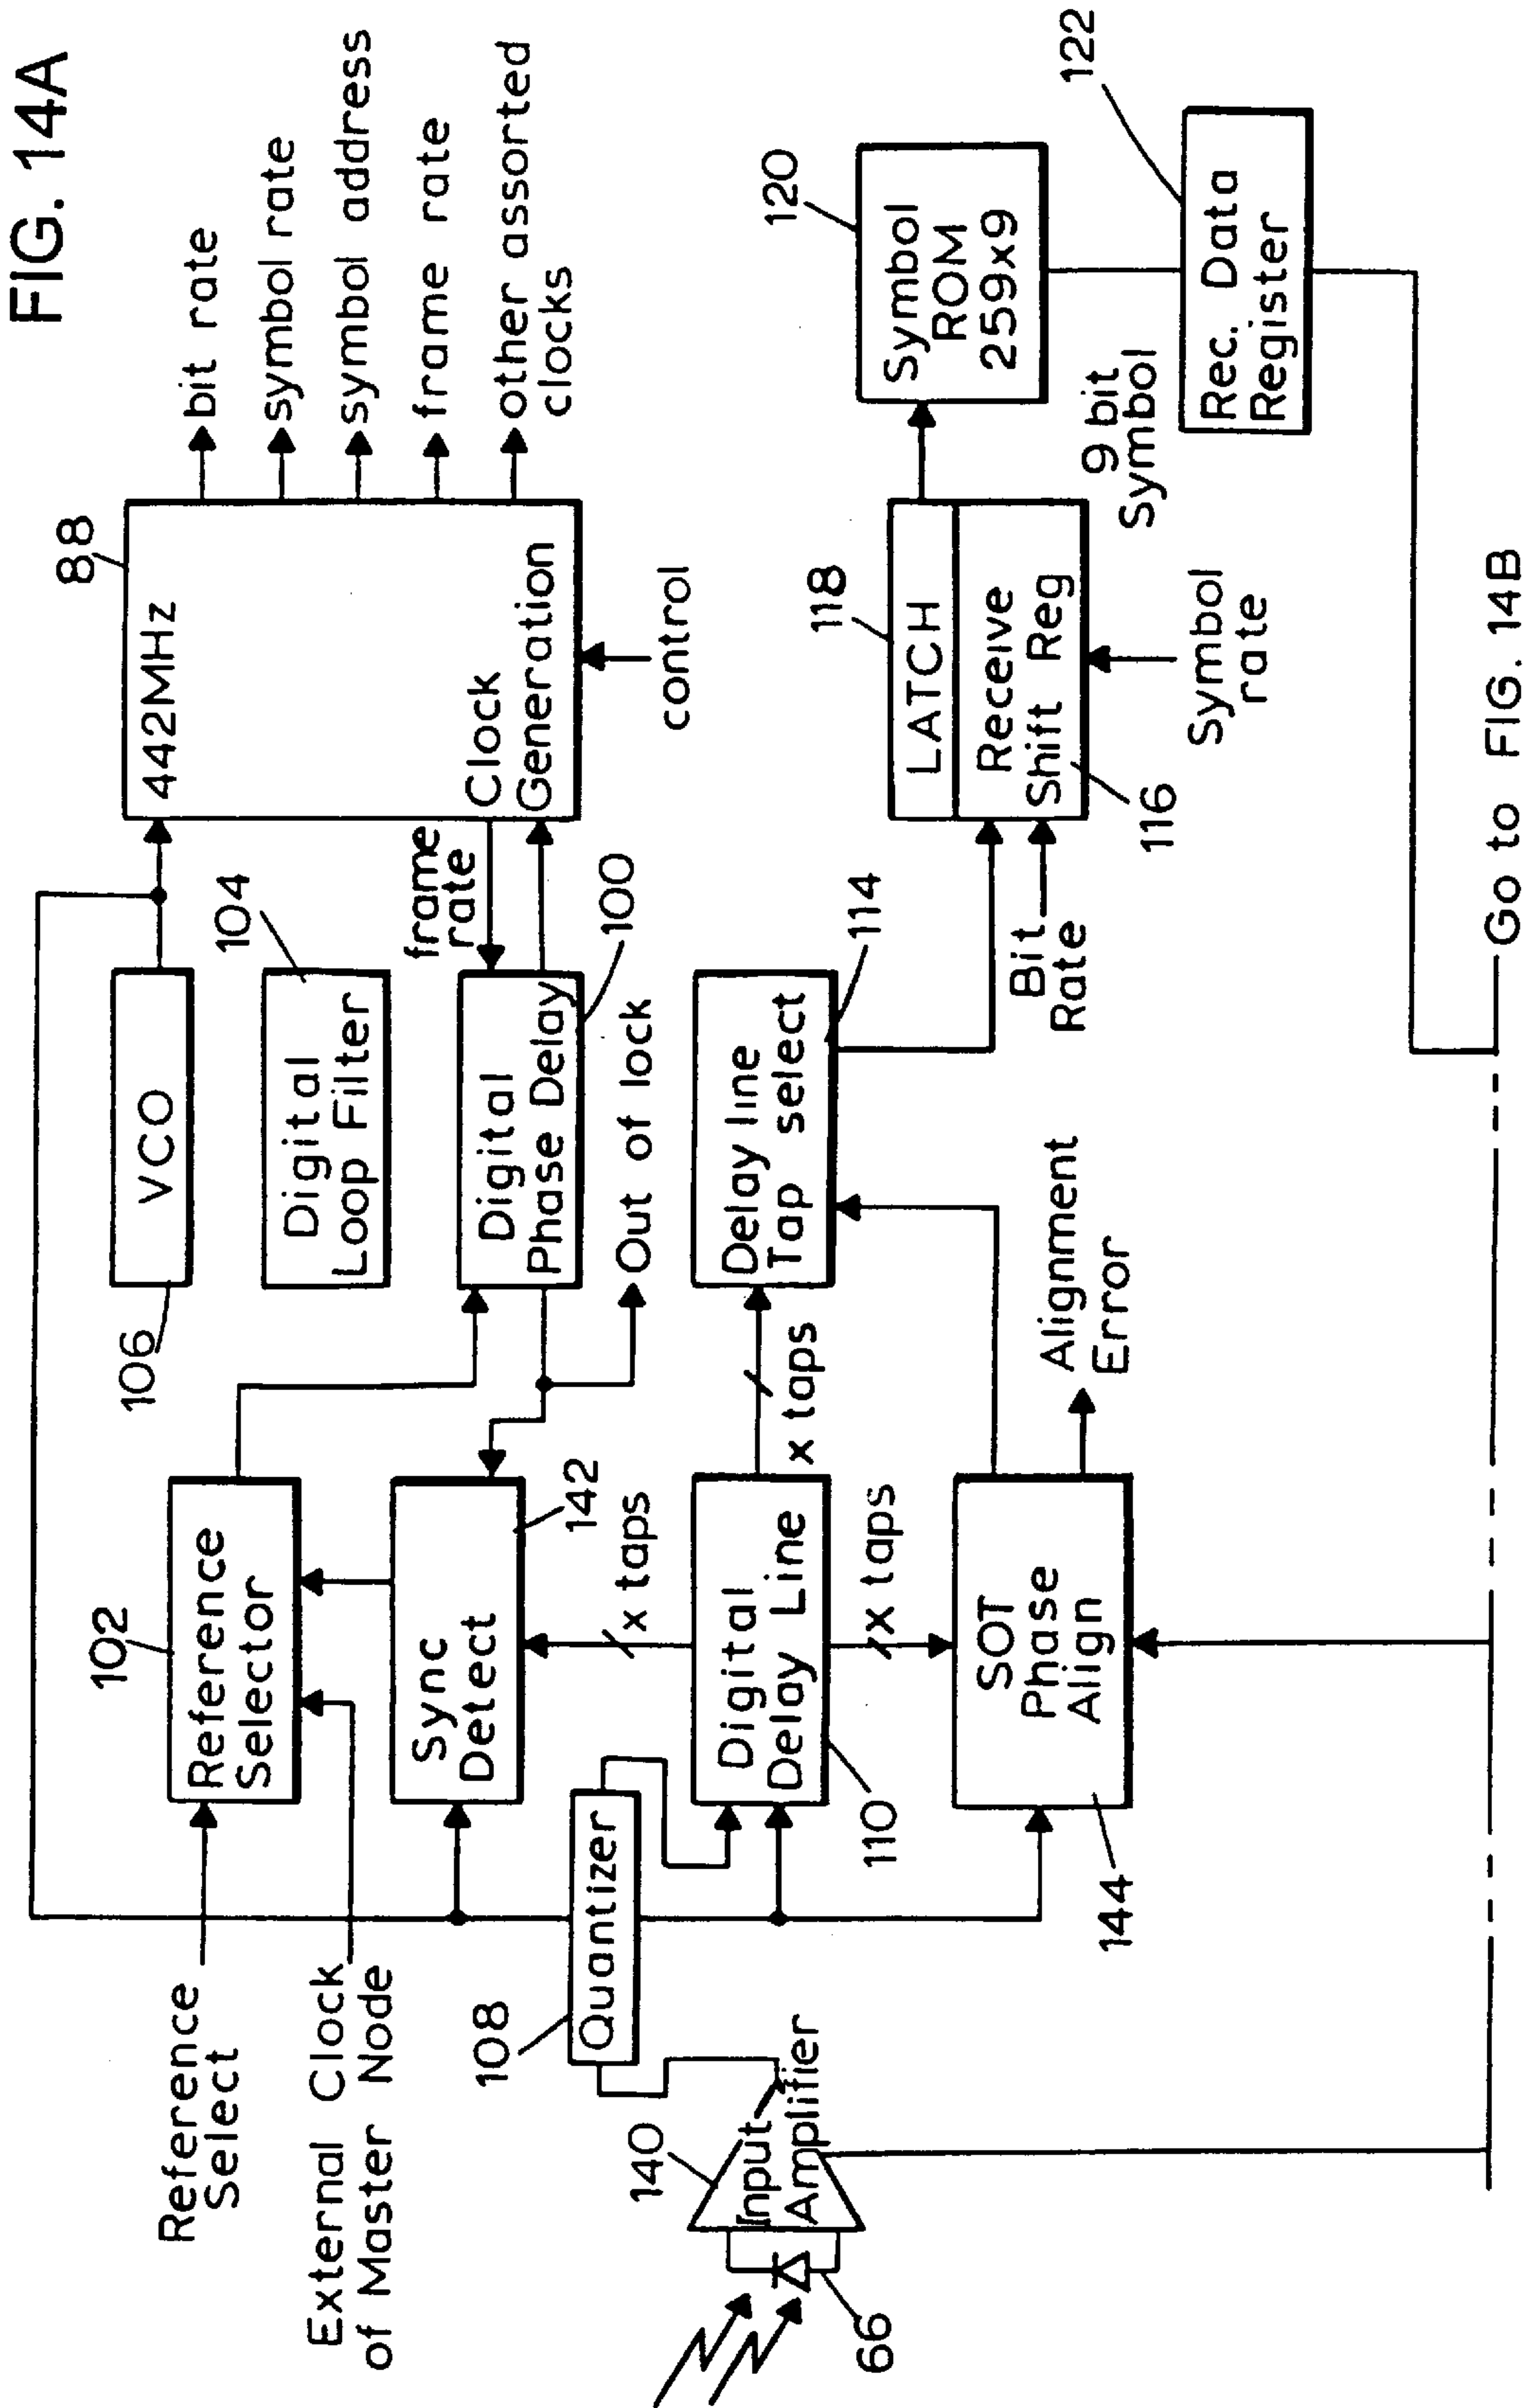 FIG. 14A
88
442MHz
Clock
Generation
bit rate
symbol rate
symbol address
frame rate
other assorted
clocks
control
VCO
106
104
Digital
Loop Filter
frame
rate
Digital
Phase Delay
100
Out of lock
102
Reference
Selector
Reference
Select
External Clock
of Master Node
Sync
Detect
142
x taps
108
Quantizer
Digital
Delay Line
110
x taps
x taps
Delay line
Tap select
114
Bit
Rate
118
LATCH
Receive
Shift Reg
116
Symbol
rate
9 bit
Symbol
120
Symbol
ROM
259x9
122
Rec. Data
Register
SOT
Phase
Align
144
Alignment
Error
140
Input
Amplifier
66
Go to FIG. 14B